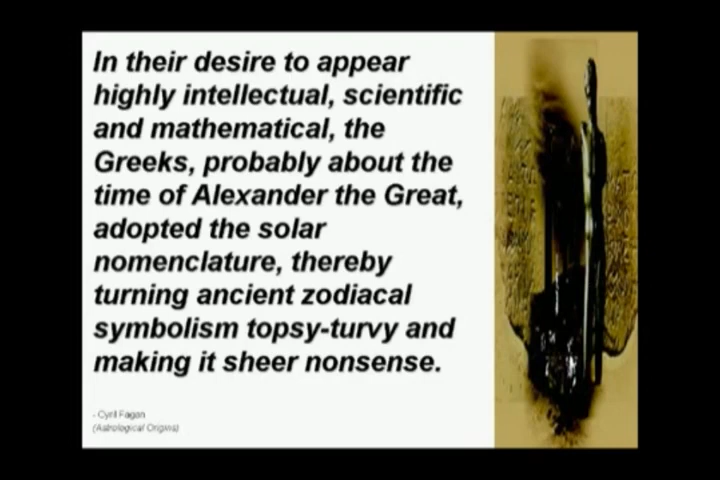 In their desire to appear
highly intellectual, scientific
and mathematical, the
Greeks, probably about the
time of Alexander the Great,
adopted the solar
nomenclature, thereby
turning ancient zodiacal
symbolism topsy-turvy and
making it sheer nonsense.
- Cyril Fagan
(Astrological Origins)